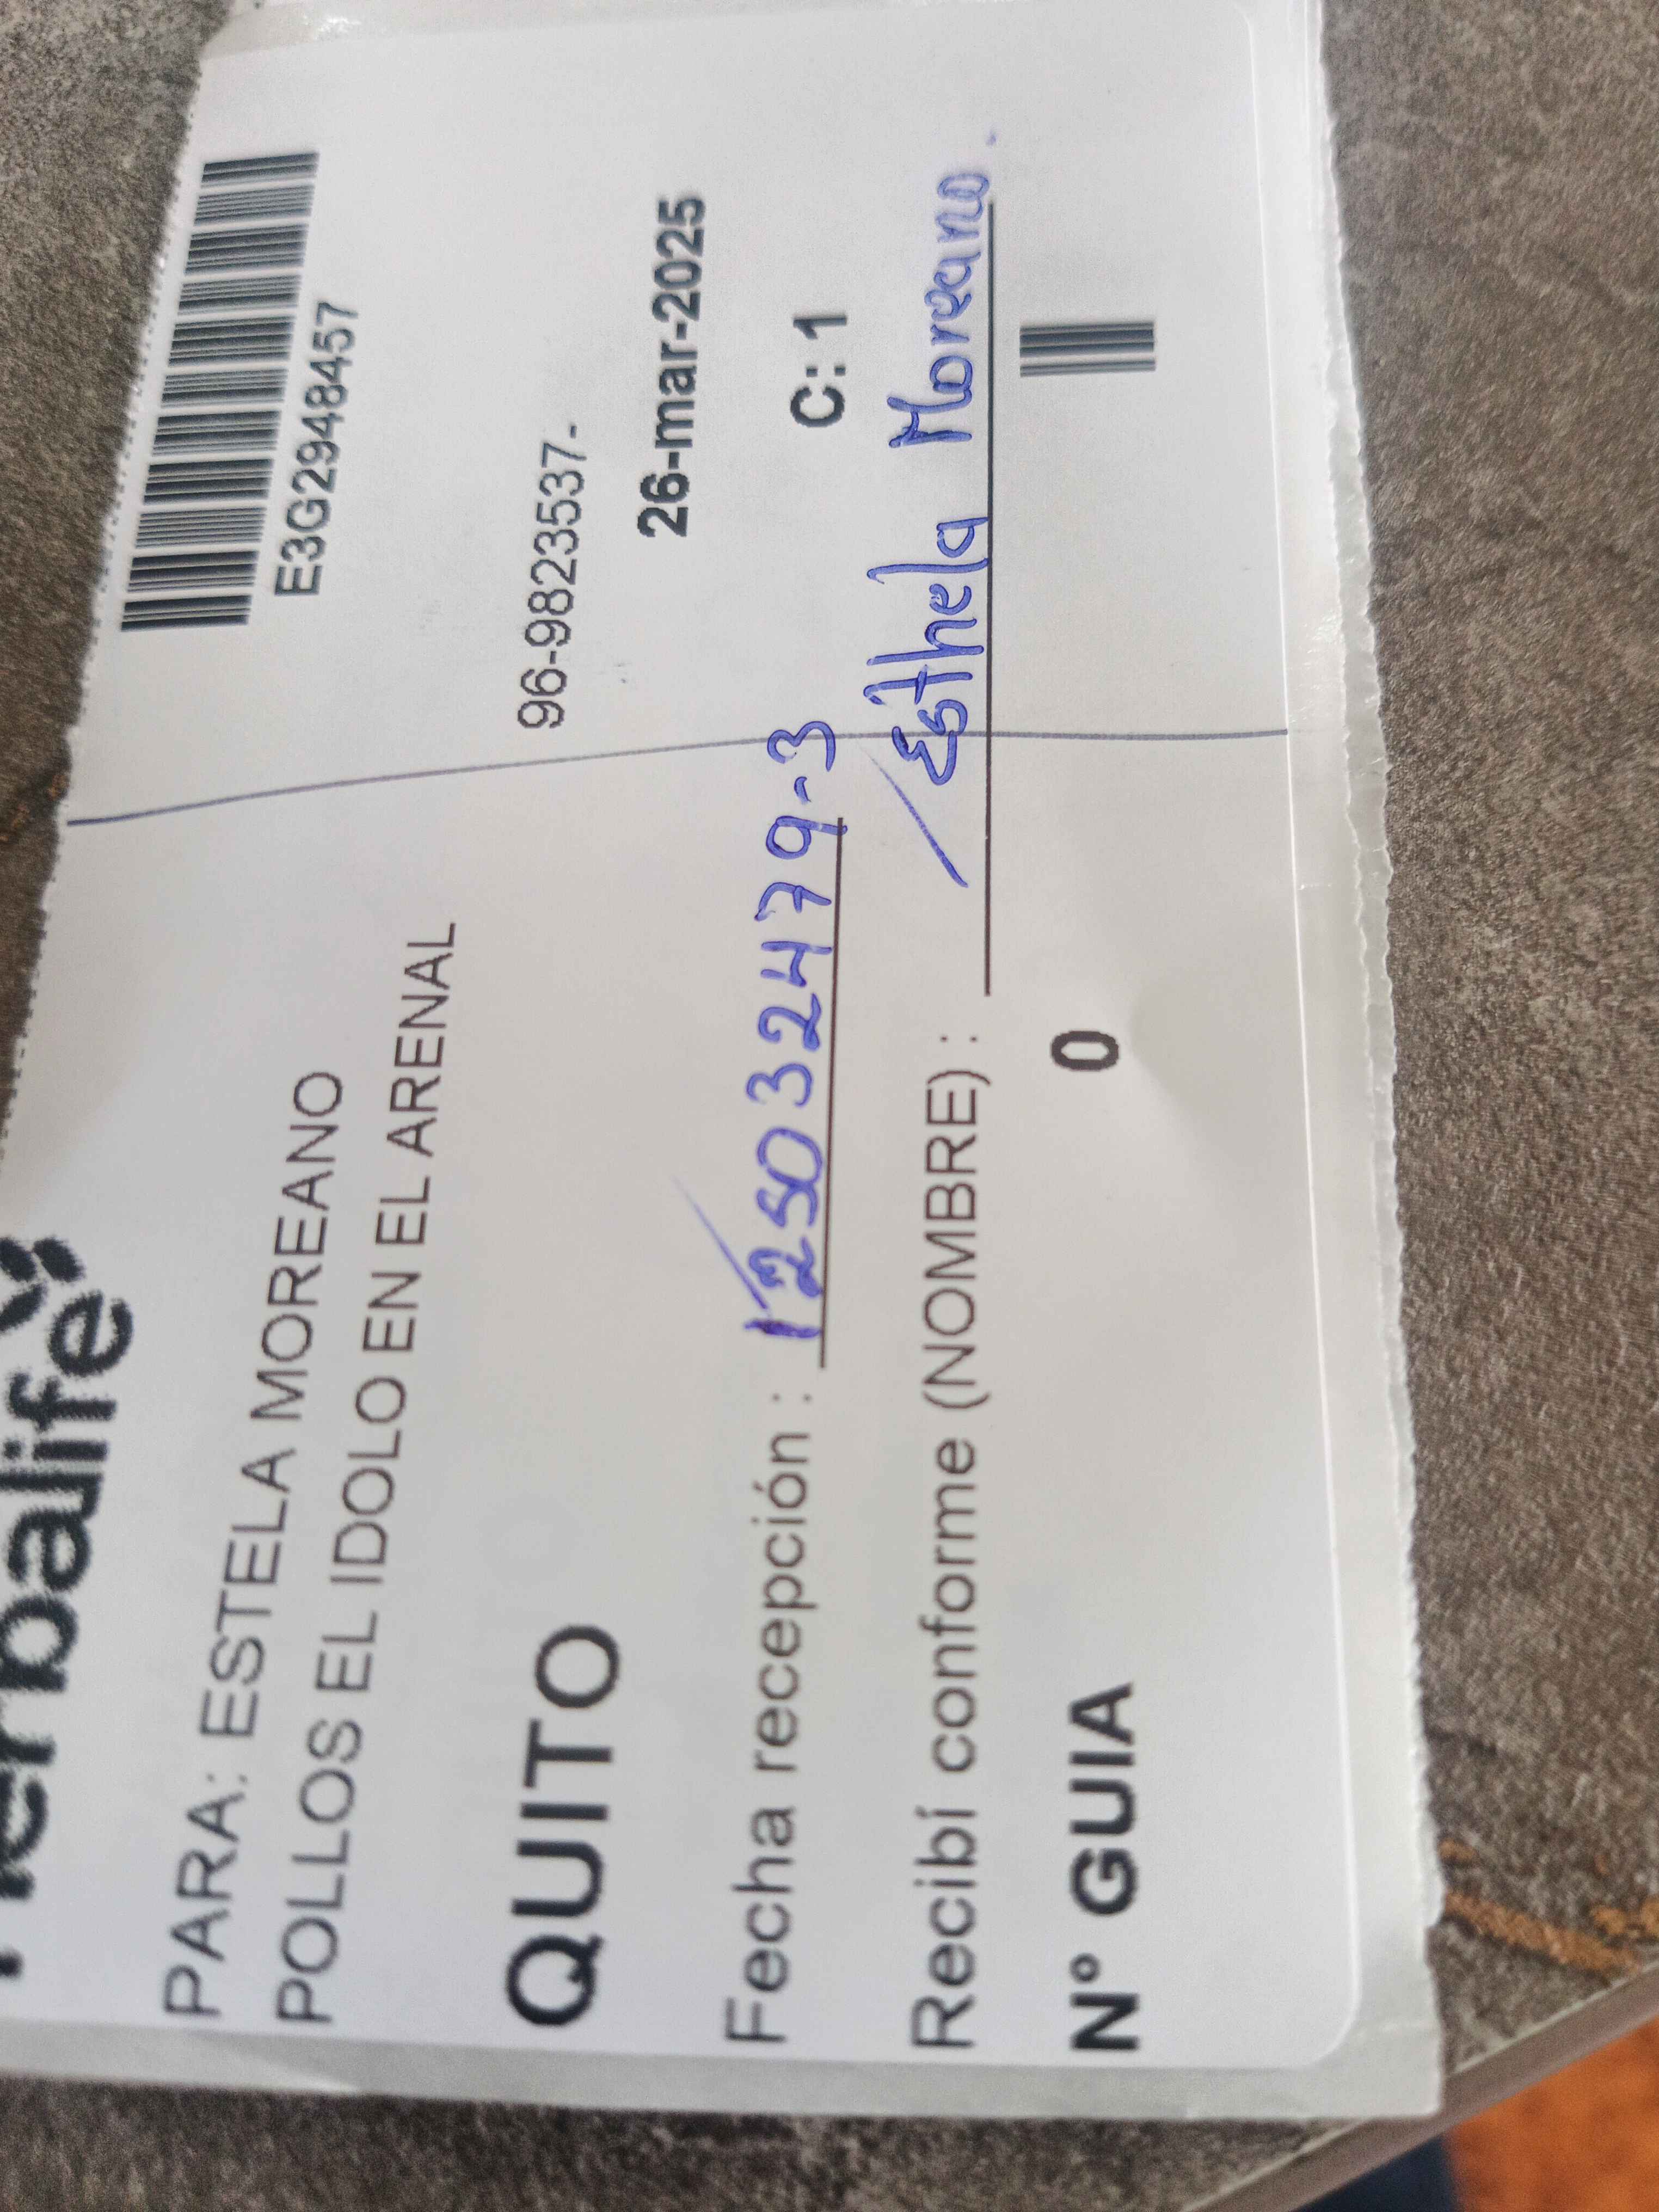 Herbalife
E3G2948457
PARA: ESTELA MOREANO
POLLOS EL IDOLO EN EL ARENAL
96-9823537-
QUITO
26-mar-2025
C: 1
Fecha recepción : 1250324779-3
Recibí conforme (NOMBRE) : Esthela Moreano.
N° GUIA 0